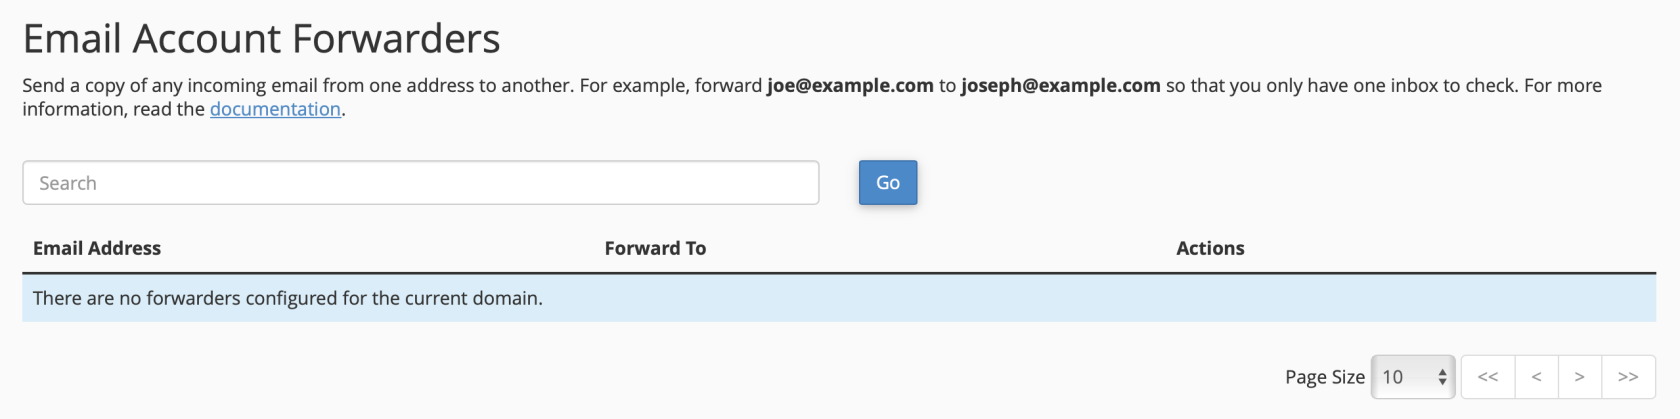 Email Account Forwarders
Send a copy of any incoming email from one address to another. For example, forward joe@example.com to joseph@example.com so that you only have one inbox to check. For more
information, read the documentation.
Search Go
Email Address Forward To Actions
There are no forwarders configured for the current domain.
Page Size 10 << < > >>